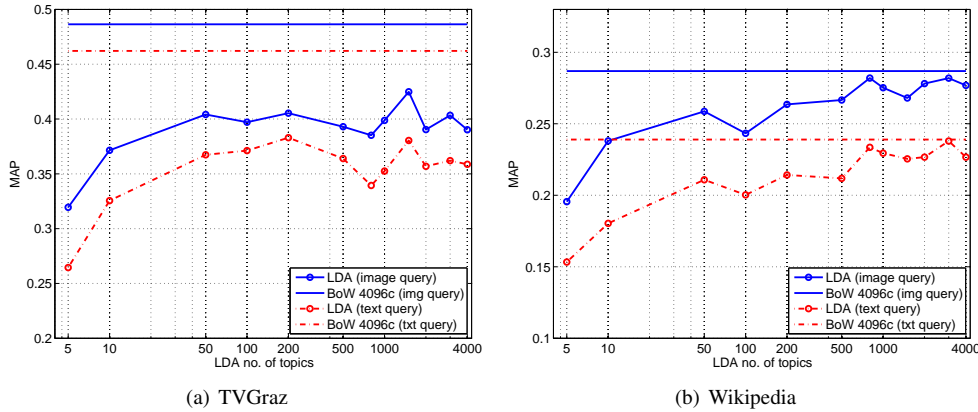 0.5
0.45
0.4
0.35
0.3
0.25
0.2
MAP
5 10 50 100 200 500 1000 4000
LDA no. of topics
LDA (image query)
BoW 4096c (img query)
LDA (text query)
BoW 4096c (txt query)
(a) TVGraz
0.3
0.25
0.2
0.15
0.1
MAP
5 10 50 100 200 500 1000 4000
LDA no. of topics
LDA (image query)
BoW 4096c (img query)
LDA (text query)
BoW 4096c (txt query)
(b) Wikipedia